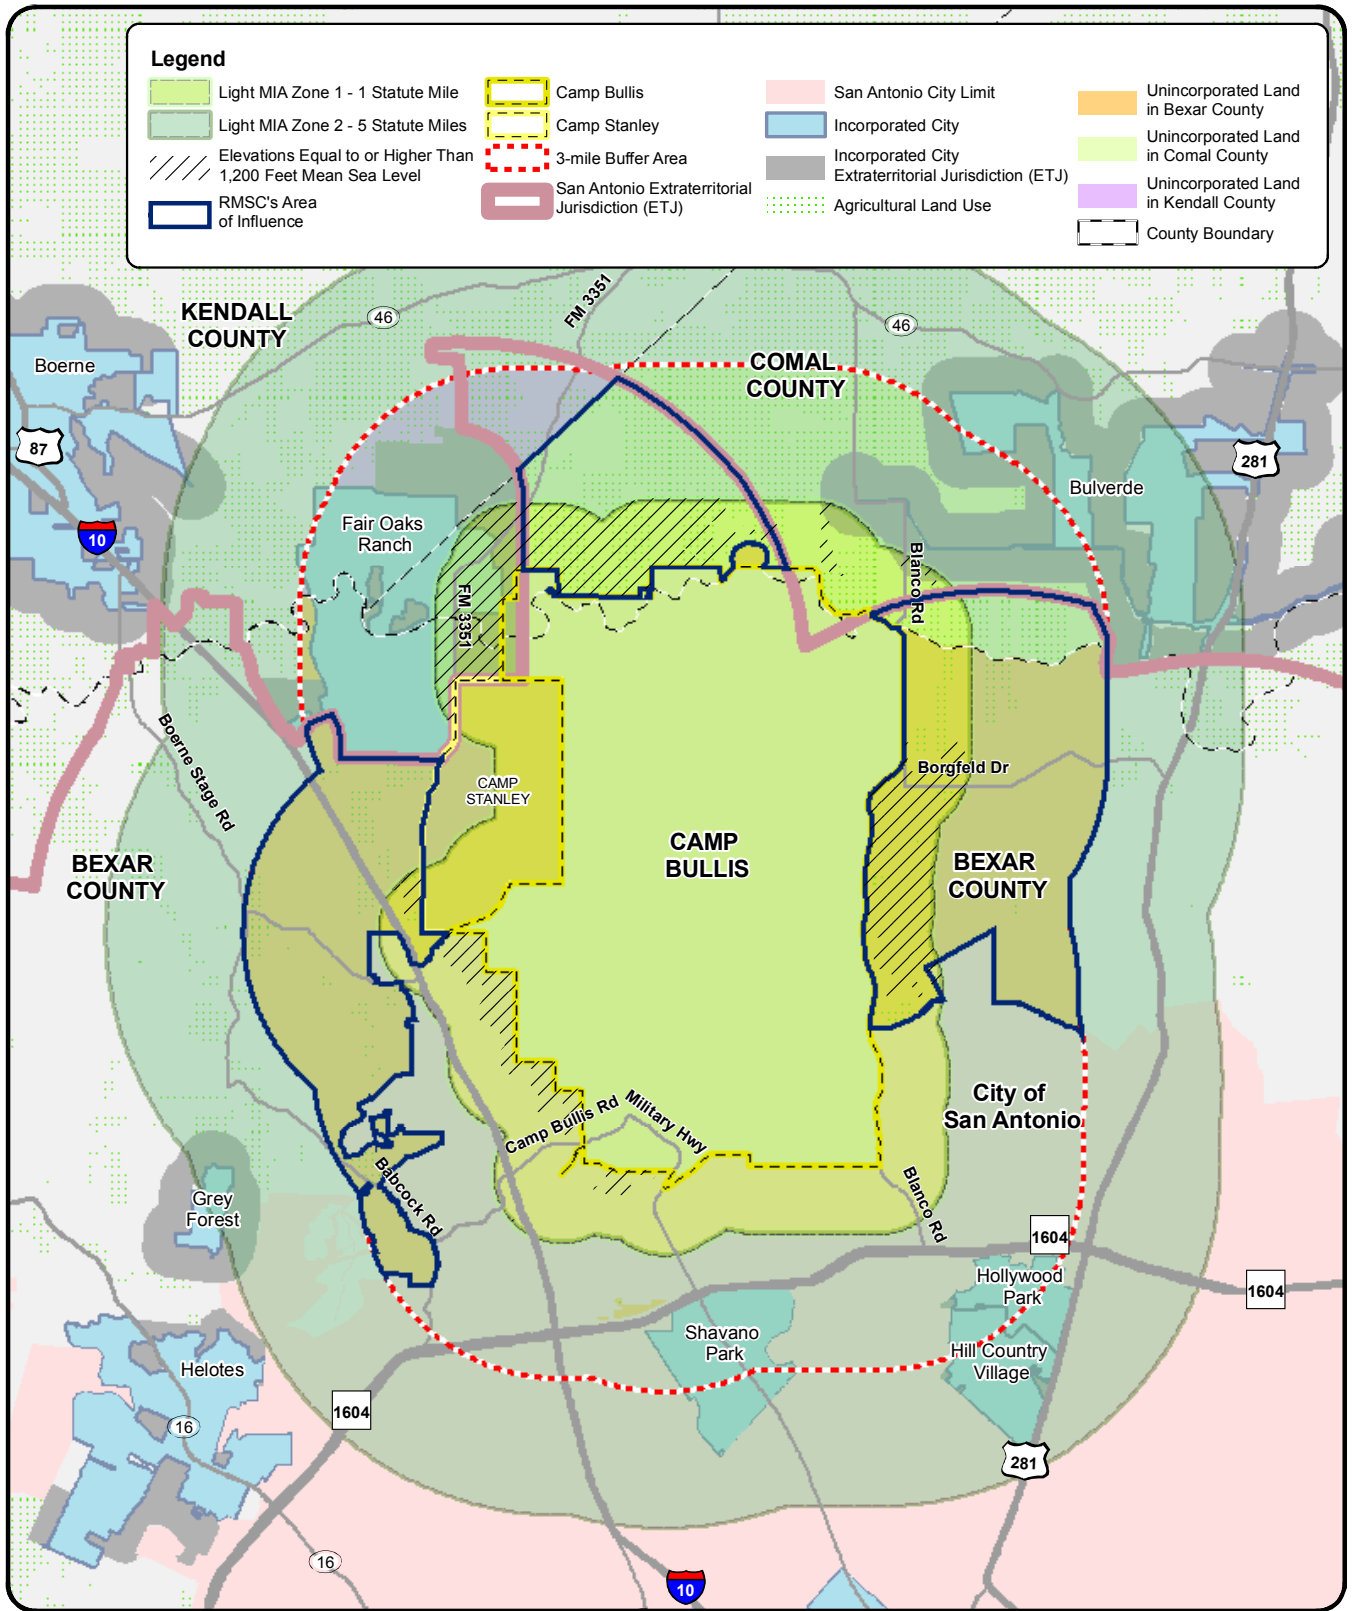 Legend
Light MIA Zone 1 - 1 Statute Mile
Light MIA Zone 2 - 5 Statute Miles
Elevations Equal to or Higher Than
1,200 Feet Mean Sea Level
RMSC's Area
of Influence
Camp Bullis
Camp Stanley
3-mile Buffer Area
San Antonio Extraterritorial
Jurisdiction (ETJ)
San Antonio City Limit
Incorporated City
Incorporated City
Extraterritorial Jurisdiction (ETJ)
Agricultural Land Use
Unincorporated Land
in Bexar County
Unincorporated Land
in Comal County
Unincorporated Land
in Kendall County
County Boundary
KENDALL
COUNTY
46
FM 3351
46
Boerne
COMAL
COUNTY
87
281
Bulverde
Fair Oaks
Ranch
10
Blanco Rd
FM 3351
Boerne Stage Rd
Borgfeld Dr
CAMP
STANLEY
CAMP
BULLIS
BEXAR
COUNTY
BEXAR
COUNTY
City of
San Antonio
Camp Bullis Rd
Military Hwy
Babcock Rd
Blanco Rd
Grey
Forest
1604
Hollywood
Park
1604
Shavano
Park
Hill Country
Village
Helotes
1604
16
281
16
10